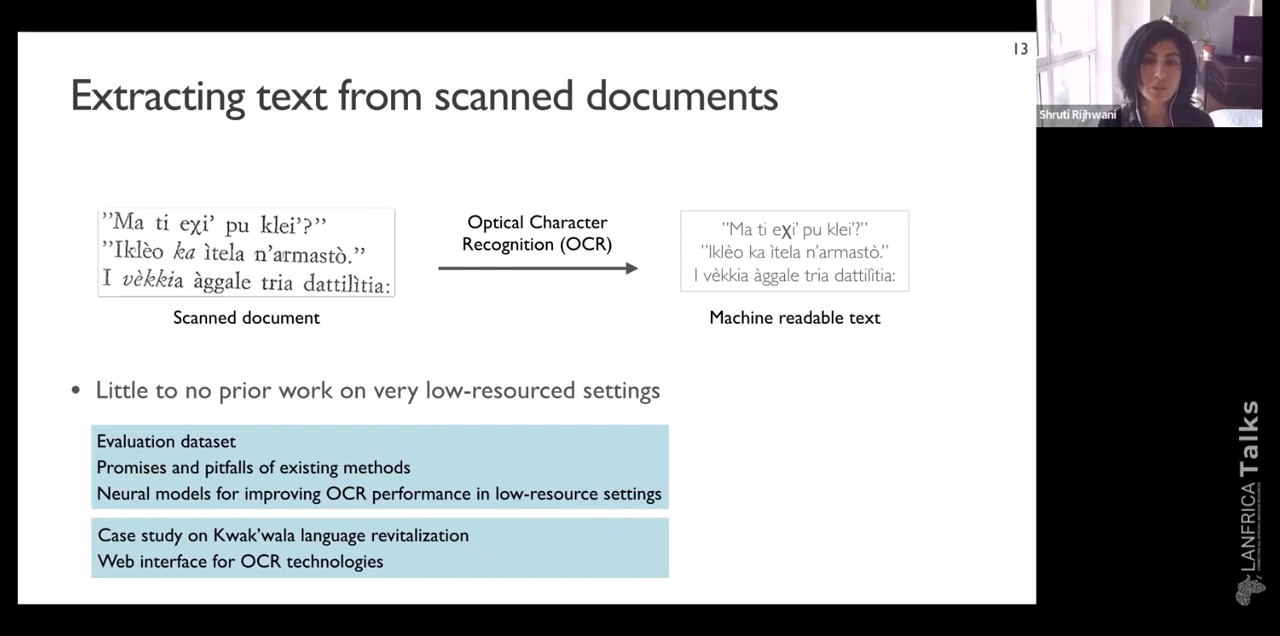 13
Extracting text from scanned documents
Shruti Rijhwani
”Ma ti eχi’ pu klei’?”
”Iklèo ka ìtela n’armastò.”
I vèkkia àggale tria dattilìtia:
Scanned document
Optical Character
Recognition (OCR)
"Ma ti eχi’ pu klei’?"
"Iklèo ka ìtela n’armastò."
I vèkkia àggale tria dattilìtia:
Machine readable text
• Little to no prior work on very low-resourced settings
Evaluation dataset
Promises and pitfalls of existing methods
Neural models for improving OCR performance in low-resource settings
Case study on Kwak’wala language revitalization
Web interface for OCR technologies
LANFRICA Talks